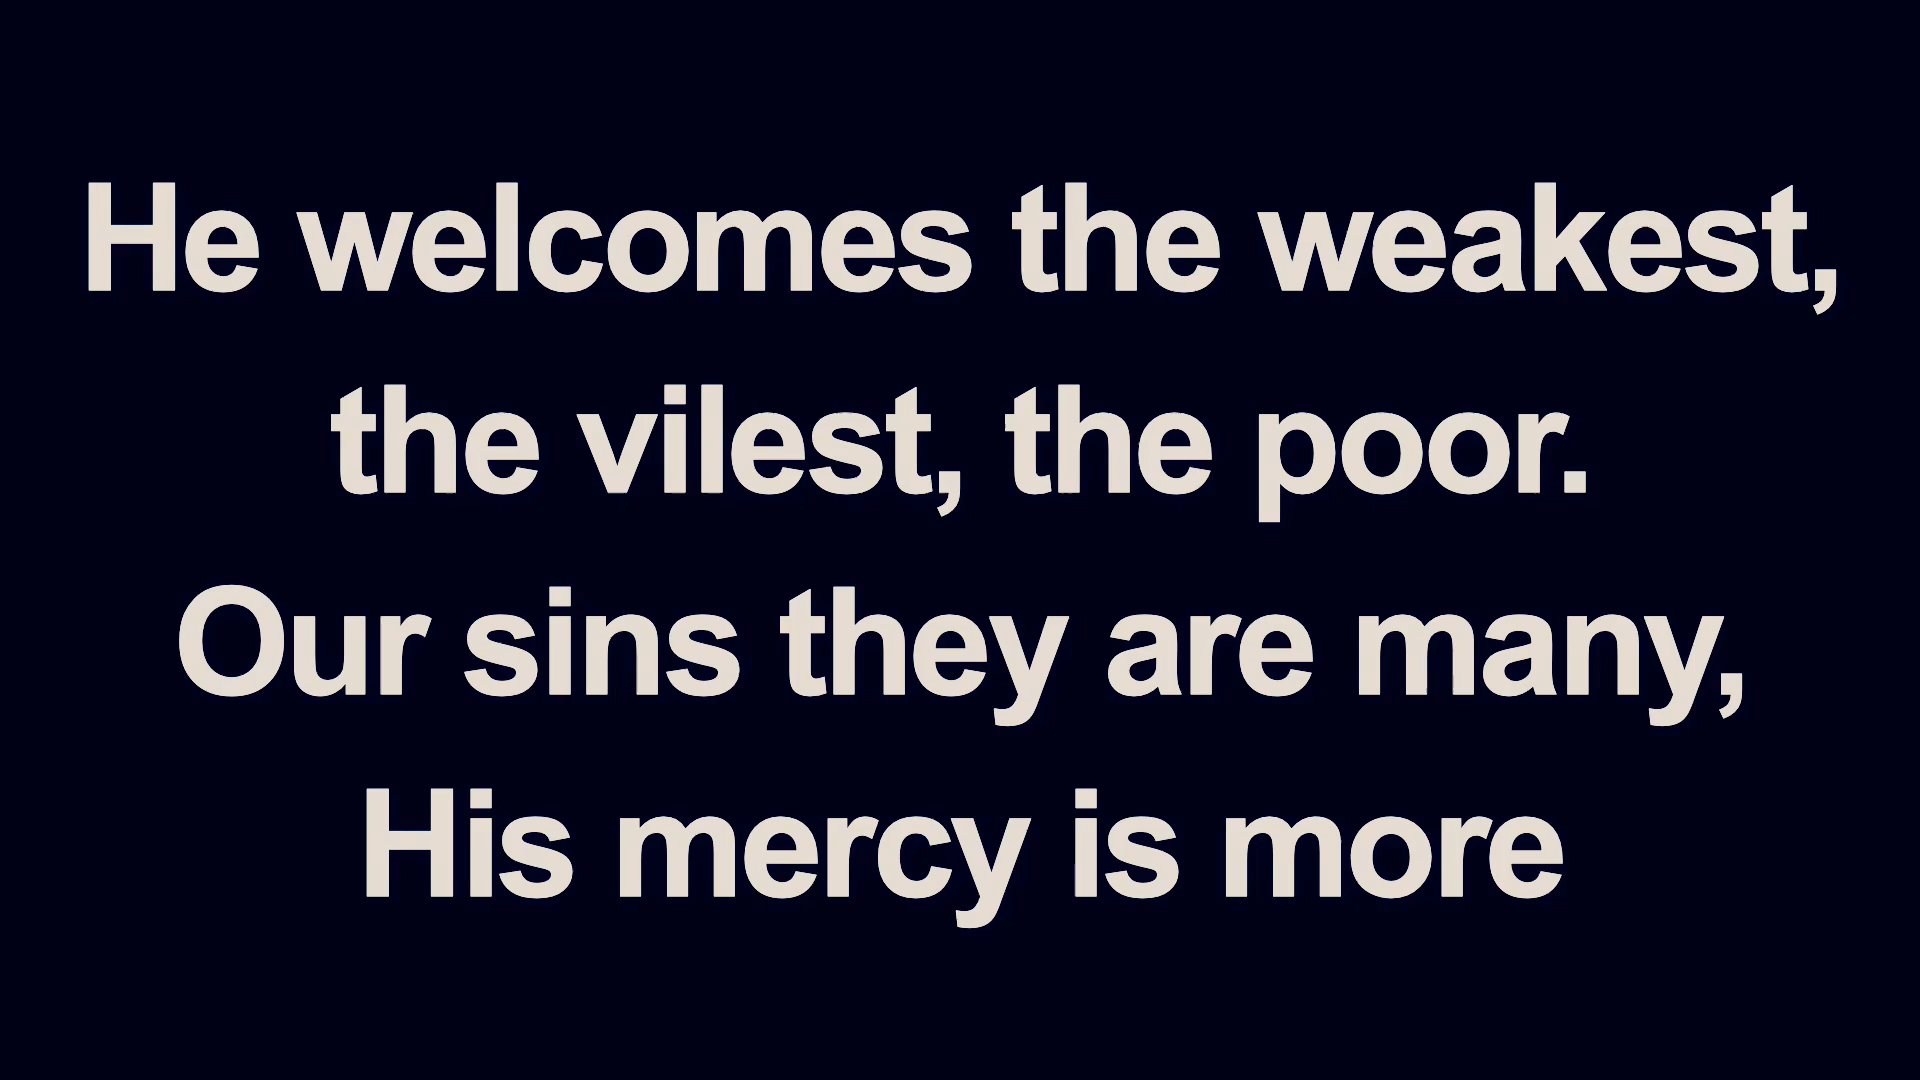 He welcomes the weakest,
the vilest, the poor.
Our sins they are many,
His mercy is more